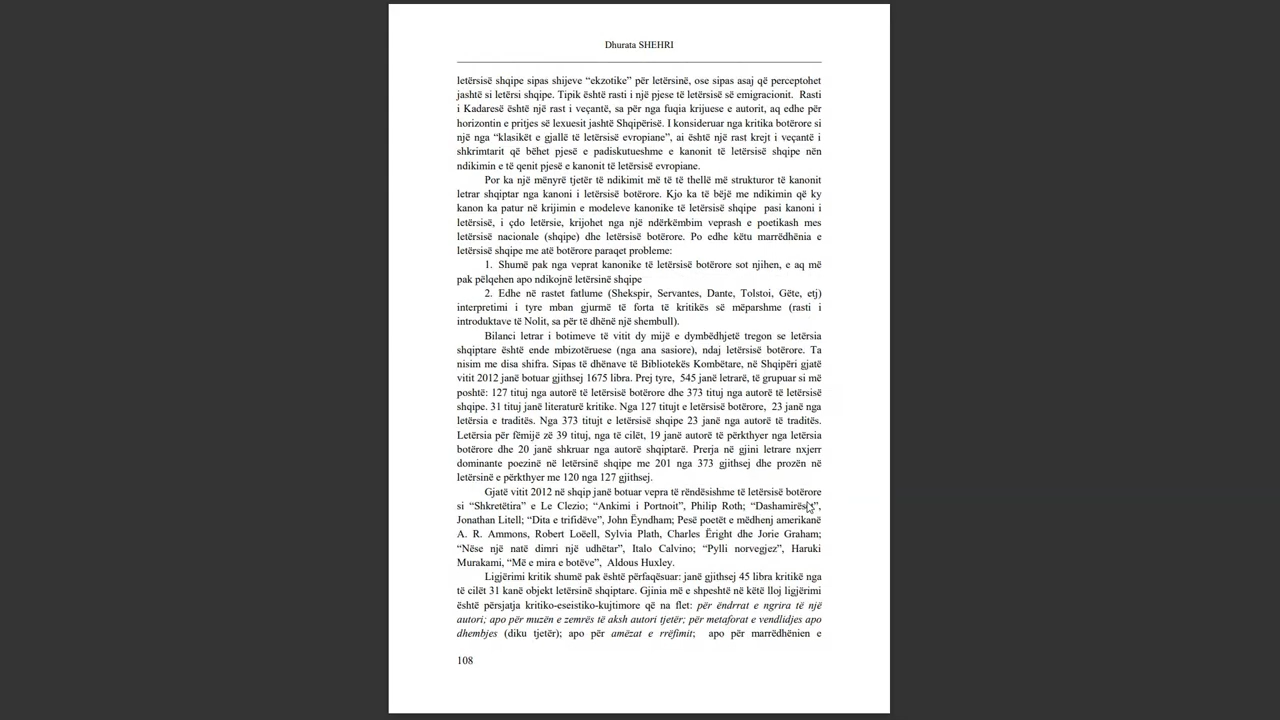 Dhurata SHEHRI
letërsisë shqipe sipas shijeve “ekzotike” për letërsinë, ose sipas asaj që perceptohet
jashtë si letërsi shqipe. Tipik është rasti i një pjese të letërsisë së emigracionit. Rasti
i Kadaresë është një rast i veçantë, sa për nga fuqia krijuese e autorit, aq edhe për
horizontin e pritjes së lexuesit jashtë Shqipërisë. I konsideruar nga kritika botërore si
një nga “klasikët e gjallë të letërsisë evropiane”, ai është një rast krejt i veçantë i
shkrimtarit që bëhet pjesë e padiskutueshme e kanonit të letërsisë shqipe nën
ndikimin e të qenit pjesë e kanonit të letërsisë evropiane.
Por ka një mënyrë tjetër të ndikimit më të të thellë më strukturor të kanonit
letrar shqiptar nga kanoni i letërsisë botërore. Kjo ka të bëjë me ndikimin që ky
kanon ka patur në krijimin e modeleve kanonike të letërsisë shqipe pasi kanoni i
letërsisë, i çdo letërsie, krijohet nga një ndërkëmbim veprash e poetikash mes
letërsisë nacionale (shqipe) dhe letërsisë botërore. Po edhe këtu marrëdhënia e
letërsisë shqipe me atë botërore paraqet probleme:
1. Shumë pak nga veprat kanonike të letërsisë botërore sot njihen, e aq më
pak pëlqehen apo ndikojnë letërsinë shqipe
2. Edhe në rastet fatlume (Shekspir, Servantes, Dante, Tolstoi, Gëte, etj)
interpretimi i tyre mban gjurmë të forta të kritikës së mëparshme (rasti i
introduktave të Nolit, sa për të dhënë një shembull).
Bilanci letrar i botimeve të vitit dy mijë e dymbëdhjetë tregon se letërsia
shqiptare është ende mbizotëruese (nga ana sasiore), ndaj letërsisë botërore. Ta
nisim me disa shifra. Sipas të dhënave të Bibliotekës Kombëtare, në Shqipëri gjatë
vitit 2012 janë botuar gjithsej 1675 libra. Prej tyre, 545 janë letrarë, të grupuar si më
poshtë: 127 tituj nga autorë të letërsisë botërore dhe 373 tituj nga autorë të letërsisë
shqipe. 31 tituj janë literaturë kritike. Nga 127 titujt e letërsisë botërore, 23 janë nga
letërsia e traditës. Nga 373 titujt e letërsisë shqipe 23 janë nga autorë të traditës.
Letërsia për fëmijë zë 39 tituj, nga të cilët, 19 janë autorë të përkthyer nga letërsia
botërore dhe 20 janë shkruar nga autorë shqiptarë. Prerja në gjini letrare nxjerr
dominante poezinë në letërsinë shqipe me 201 nga 373 gjithsej dhe prozën në
letërsinë e përkthyer me 120 nga 127 gjithsej.
Gjatë vitit 2012 në shqip janë botuar vepra të rëndësishme të letërsisë botërore
si “Shkretëtira” e Le Clezio; “Ankimi i Portnoit”, Philip Roth; “Dashamirësit”,
Jonathan Litell; “Dita e trifidëve”, John Ëyndham; Pesë poetët e mëdhenj amerikanë
A. R. Ammons, Robert Loëell, Sylvia Plath, Charles Ëright dhe Jorie Graham;
“Nëse një natë dimri një udhëtar”, Italo Calvino; “Pylli norvegjez”, Haruki
Murakami, “Më e mira e botëve”, Aldous Huxley.
Ligjërimi kritik shumë pak është përfaqësuar: janë gjithsej 45 libra kritikë nga
të cilët 31 kanë objekt letërsinë shqiptare. Gjinia më e shpeshtë në këtë lloj ligjërimi
është përsjatja kritiko-eseistiko-kujtimore që na flet: për ëndrrat e ngrira të një
autori; apo për muzën e zemrës të aksh autori tjetër; për metaforat e vendlidjes apo
dhembjes (diku tjetër); apo për amëzat e rrëfimit; apo për marrëdhënien e
108